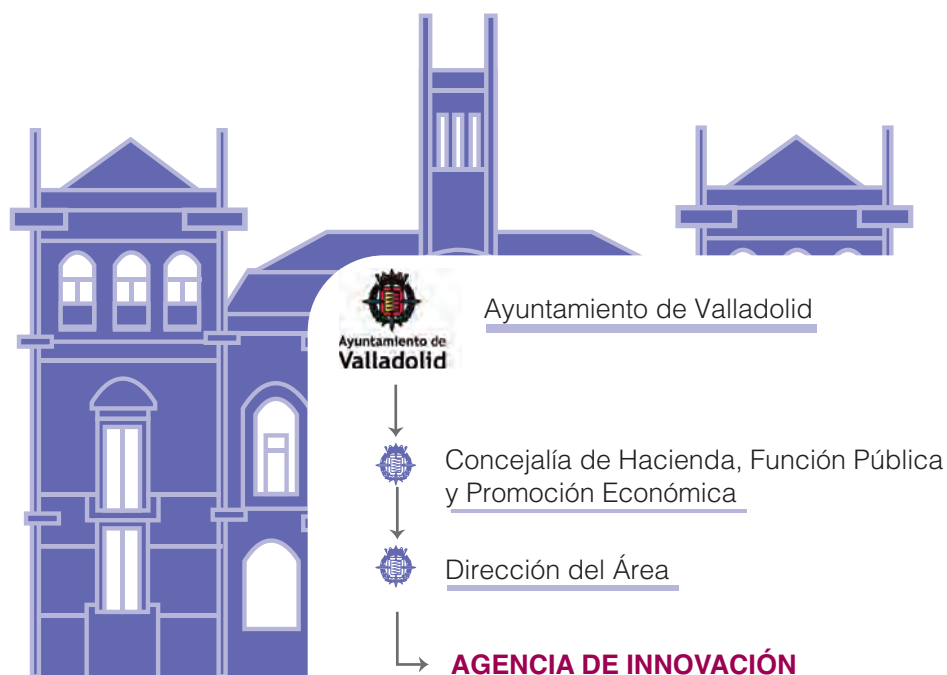 Ayuntamiento de
Valladolid
Ayuntamiento de Valladolid
Concejalía de Hacienda, Función Pública
y Promoción Económica
Dirección del Área
AGENCIA DE INNOVACIÓN